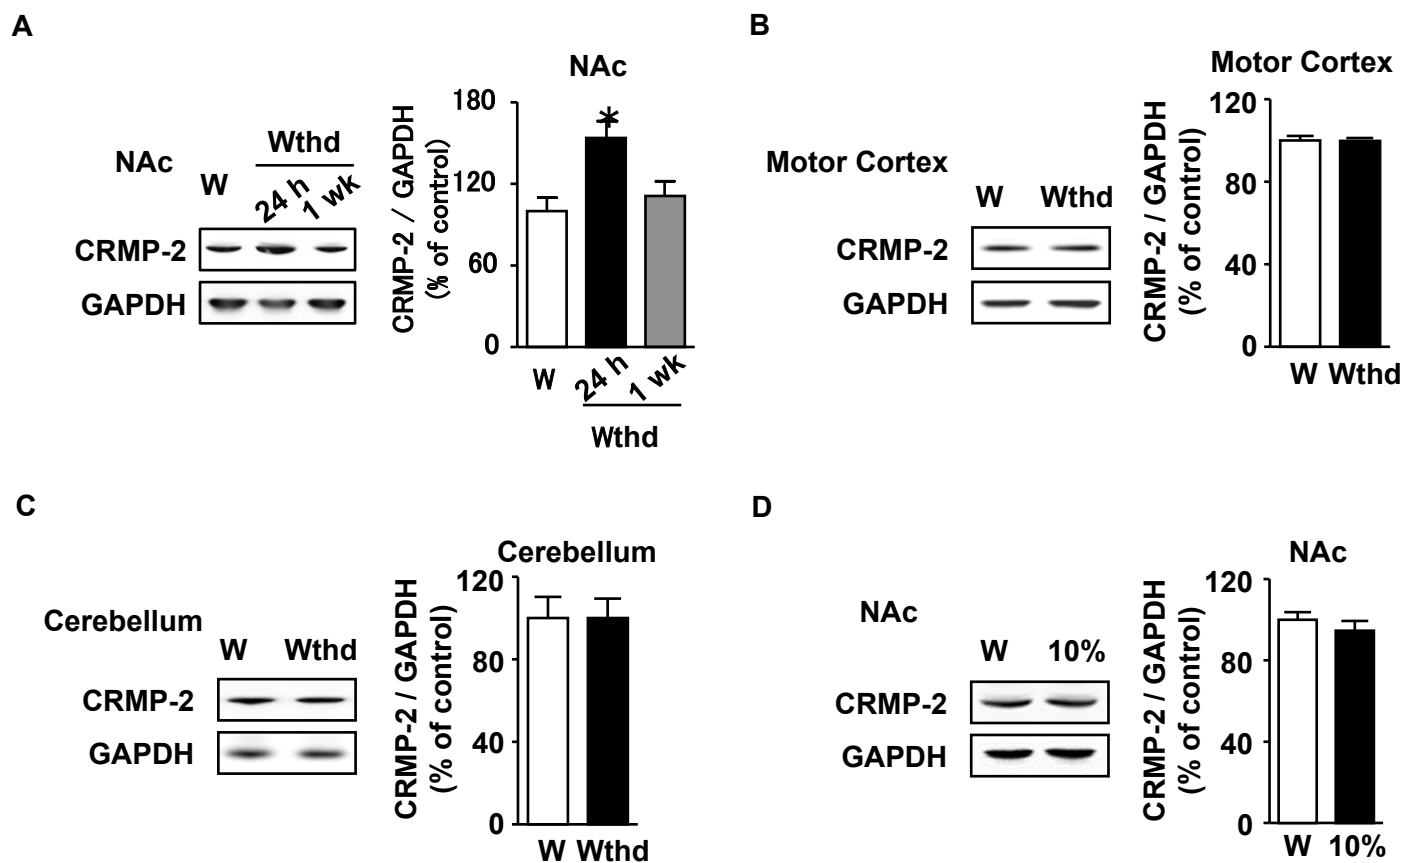 A
NAc
Wthd
W
24 h
1 wk
CRMP-2
GAPDH
NAc
CRMP-2 / GAPDH
(% of control)
180
120
60
0
*
W
24 h
1 wk
Wthd
B
Motor Cortex
W Wthd
CRMP-2
GAPDH
Motor Cortex
CRMP-2 / GAPDH
(% of control)
120
80
40
0
W Wthd
C
Cerebellum
W Wthd
CRMP-2
GAPDH
Cerebellum
CRMP-2 / GAPDH
(% of control)
120
80
40
0
W Wthd
D
NAc
W 10%
CRMP-2
GAPDH
NAc
CRMP-2 / GAPDH
(% of control)
120
80
40
0
W 10%